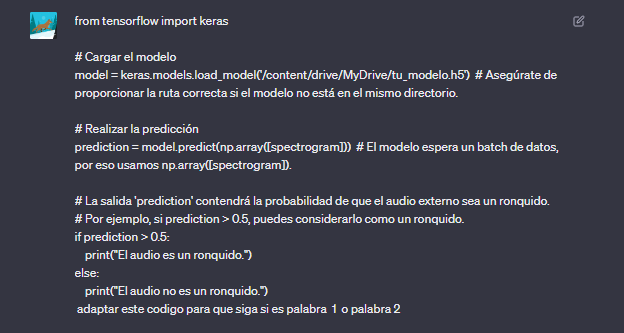 from tensorflow import keras
# Cargar el modelo
model = keras.models.load_model('/content/drive/MyDrive/tu_modelo.h5')  # Asegúrate de
proporcionar la ruta correcta si el modelo no está en el mismo directorio.
# Realizar la predicción
prediction = model.predict(np.array([spectrogram]))  # El modelo espera un batch de datos,
por eso usamos np.array([spectrogram]).
# La salida 'prediction' contendrá la probabilidad de que el audio externo sea un ronquido.
# Por ejemplo, si prediction > 0.5, puedes considerarlo como un ronquido.
if prediction > 0.5:
    print("El audio es un ronquido.")
else:
    print("El audio no es un ronquido.")
adaptar este codigo para que siga si es palabra 1 o palabra 2